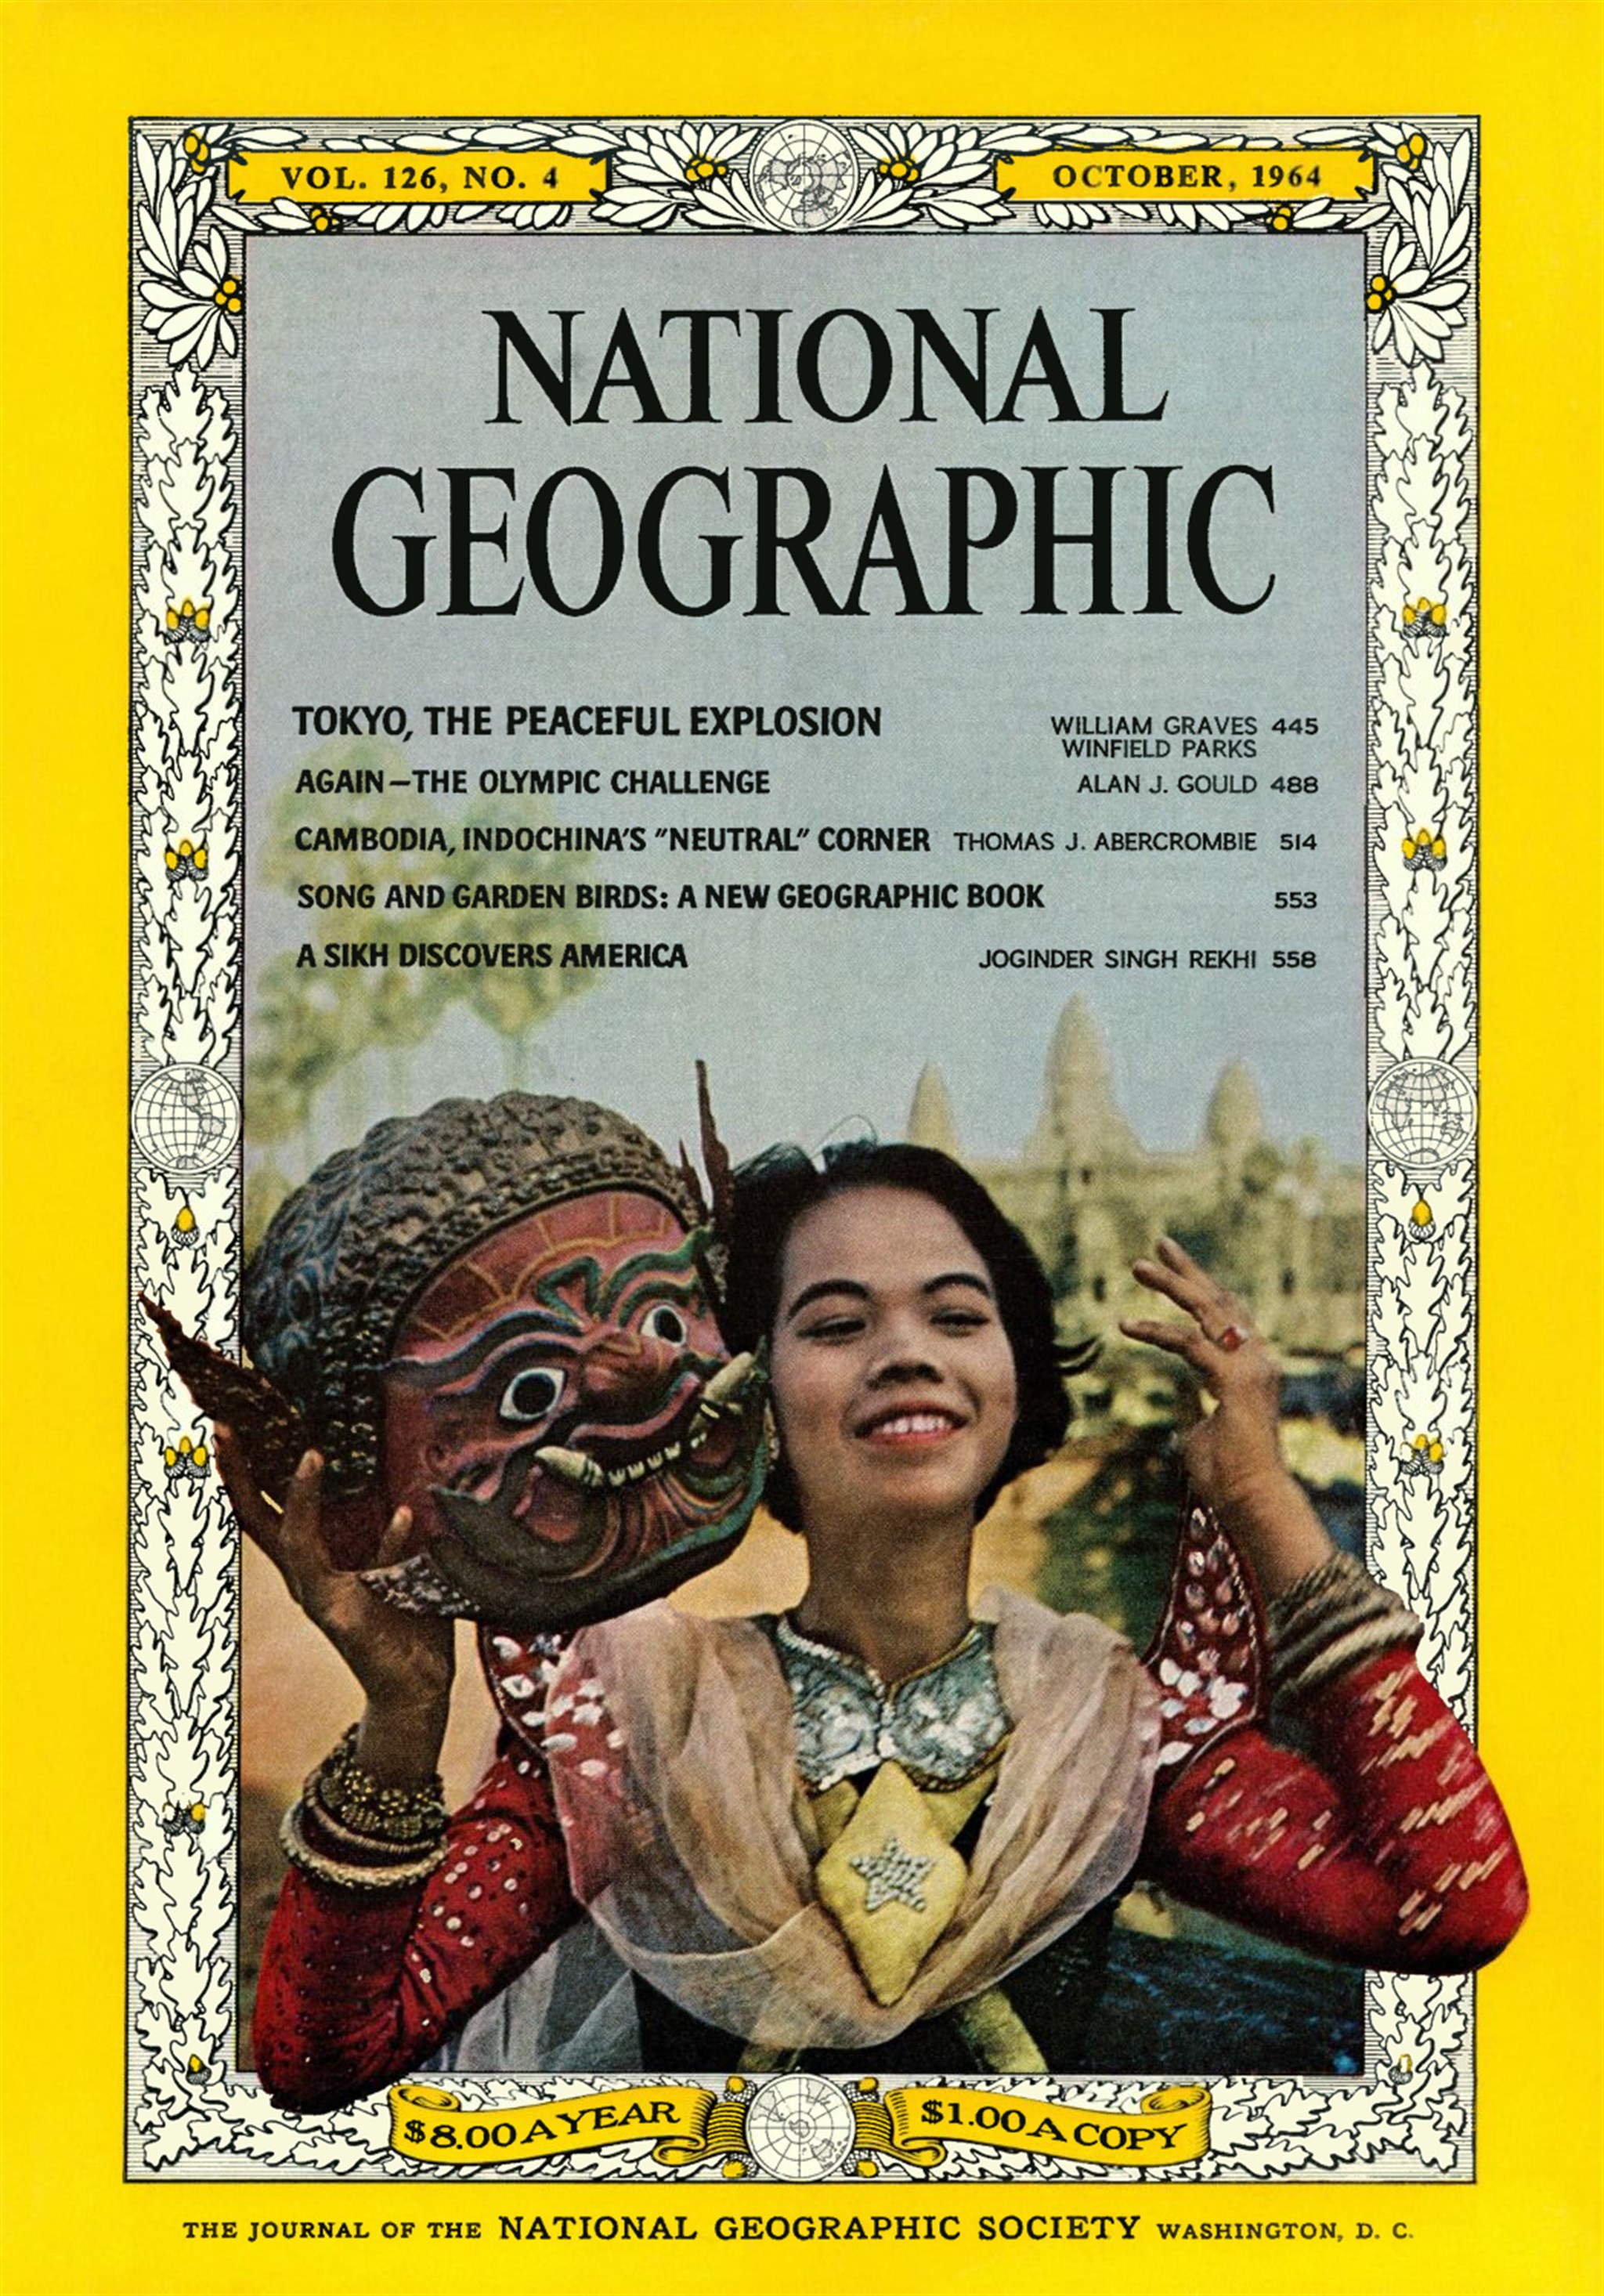 VOL. 126, NO. 4
OCTOBER, 1964
NATIONAL
GEOGRAPHIC
TOKYO, THE PEACEFUL EXPLOSION WILLIAM GRAVES 445
WINFIELD PARKS
AGAIN—THE OLYMPIC CHALLENGE ALAN J. GOULD 488
CAMBODIA, INDOCHINA'S "NEUTRAL" CORNER THOMAS J. ABERCROMBIE 514
SONG AND GARDEN BIRDS: A NEW GEOGRAPHIC BOOK 553
A SIKH DISCOVERS AMERICA JOGINDER SINGH REKHI 558
$8.00 A YEAR
$1.00 A COPY
THE JOURNAL OF THE NATIONAL GEOGRAPHIC SOCIETY WASHINGTON, D. C.